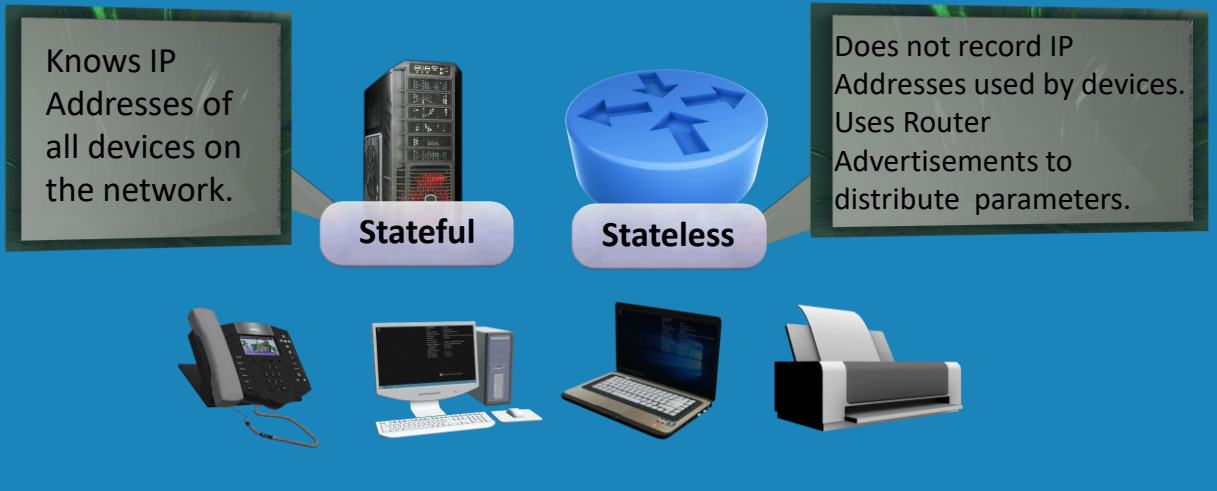 Knows IP
Addresses of
all devices on
the network.
Stateful
Stateless
Does not record IP
Addresses used by devices.
Uses Router
Advertisements to
distribute parameters.